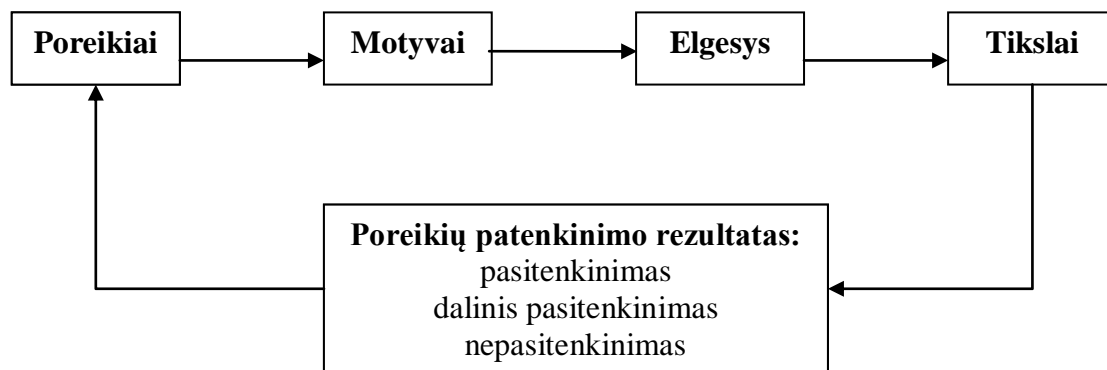 Poreikiai
Motyvai
Elgesys
Tikslai
Poreikių patenkinimo rezultatas:
pasitenkinimas
dalinis pasitenkinimas
nepasitenkinimas